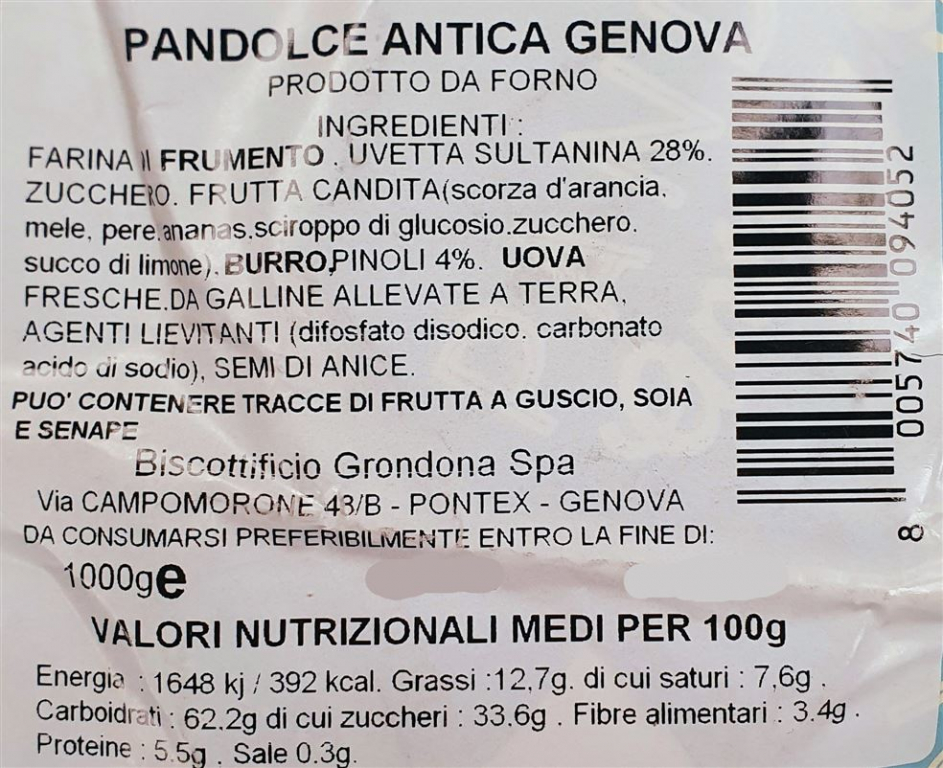 PANDOLCE ANTICA GENOVA
PRODOTTO DA FORNO
INGREDIENTI :
FARINA II FRUMENTO . UVETTA SULTANINA 28%.
ZUCCHERO. FRUTTA CANDITA(scorza d'arancia.
mele, pere.ananas.sciroppo di glucosio.zucchero.
succo di limone). BURRO,PINOLI 4%. UOVA
FRESCHE.DA GALLINE ALLEVATE A TERRA,
AGENTI LIEVITANTI (difosfato disodico. carbonato
acido di sodio), SEMI DI ANICE.
PUO' CONTENERE TRACCE DI FRUTTA A GUSCIO, SOIA
E SENAPE
Biscottificio Grondona Spa
Via CAMPOMORONE 43/B - PONTEX - GENOVA
DA CONSUMARSI PREFERIBILMENTE ENTRO LA FINE DI:
1000ge
VALORI NUTRIZIONALI MEDI PER 100g
Energia : 1648 kj / 392 kcal. Grassi :12,7g. di cui saturi : 7,6g .
Carboidrati : 62.2g di cui zuccheri : 33.6g . Fibre alimentari : 3.4g .
Proteine : 5.5g . Sale 0.3g.
8 005740 094052